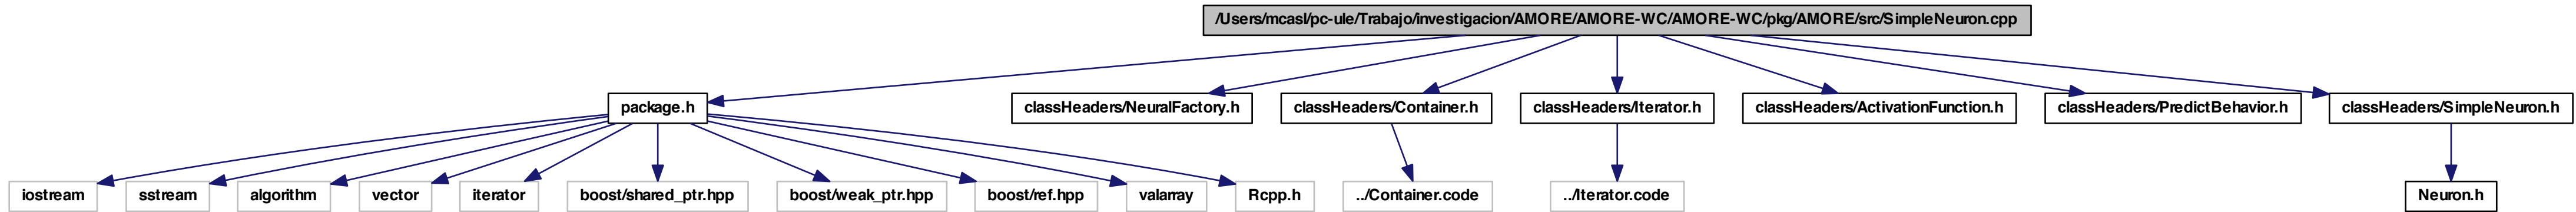 /Users/mcasl/pc-ule/Trabajo/investigacion/AMORE/AMORE-WC/AMORE-WC/pkg/AMORE/src/SimpleNeuron.cpp
package.h
classHeaders/NeuralFactory.h
classHeaders/Container.h
classHeaders/Iterator.h
classHeaders/ActivationFunction.h
classHeaders/PredictBehavior.h
classHeaders/SimpleNeuron.h
iostream
sstream
algorithm
vector
iterator
boost/shared_ptr.hpp
boost/weak_ptr.hpp
boost/ref.hpp
valarray
Rcpp.h
../Container.code
../Iterator.code
Neuron.h